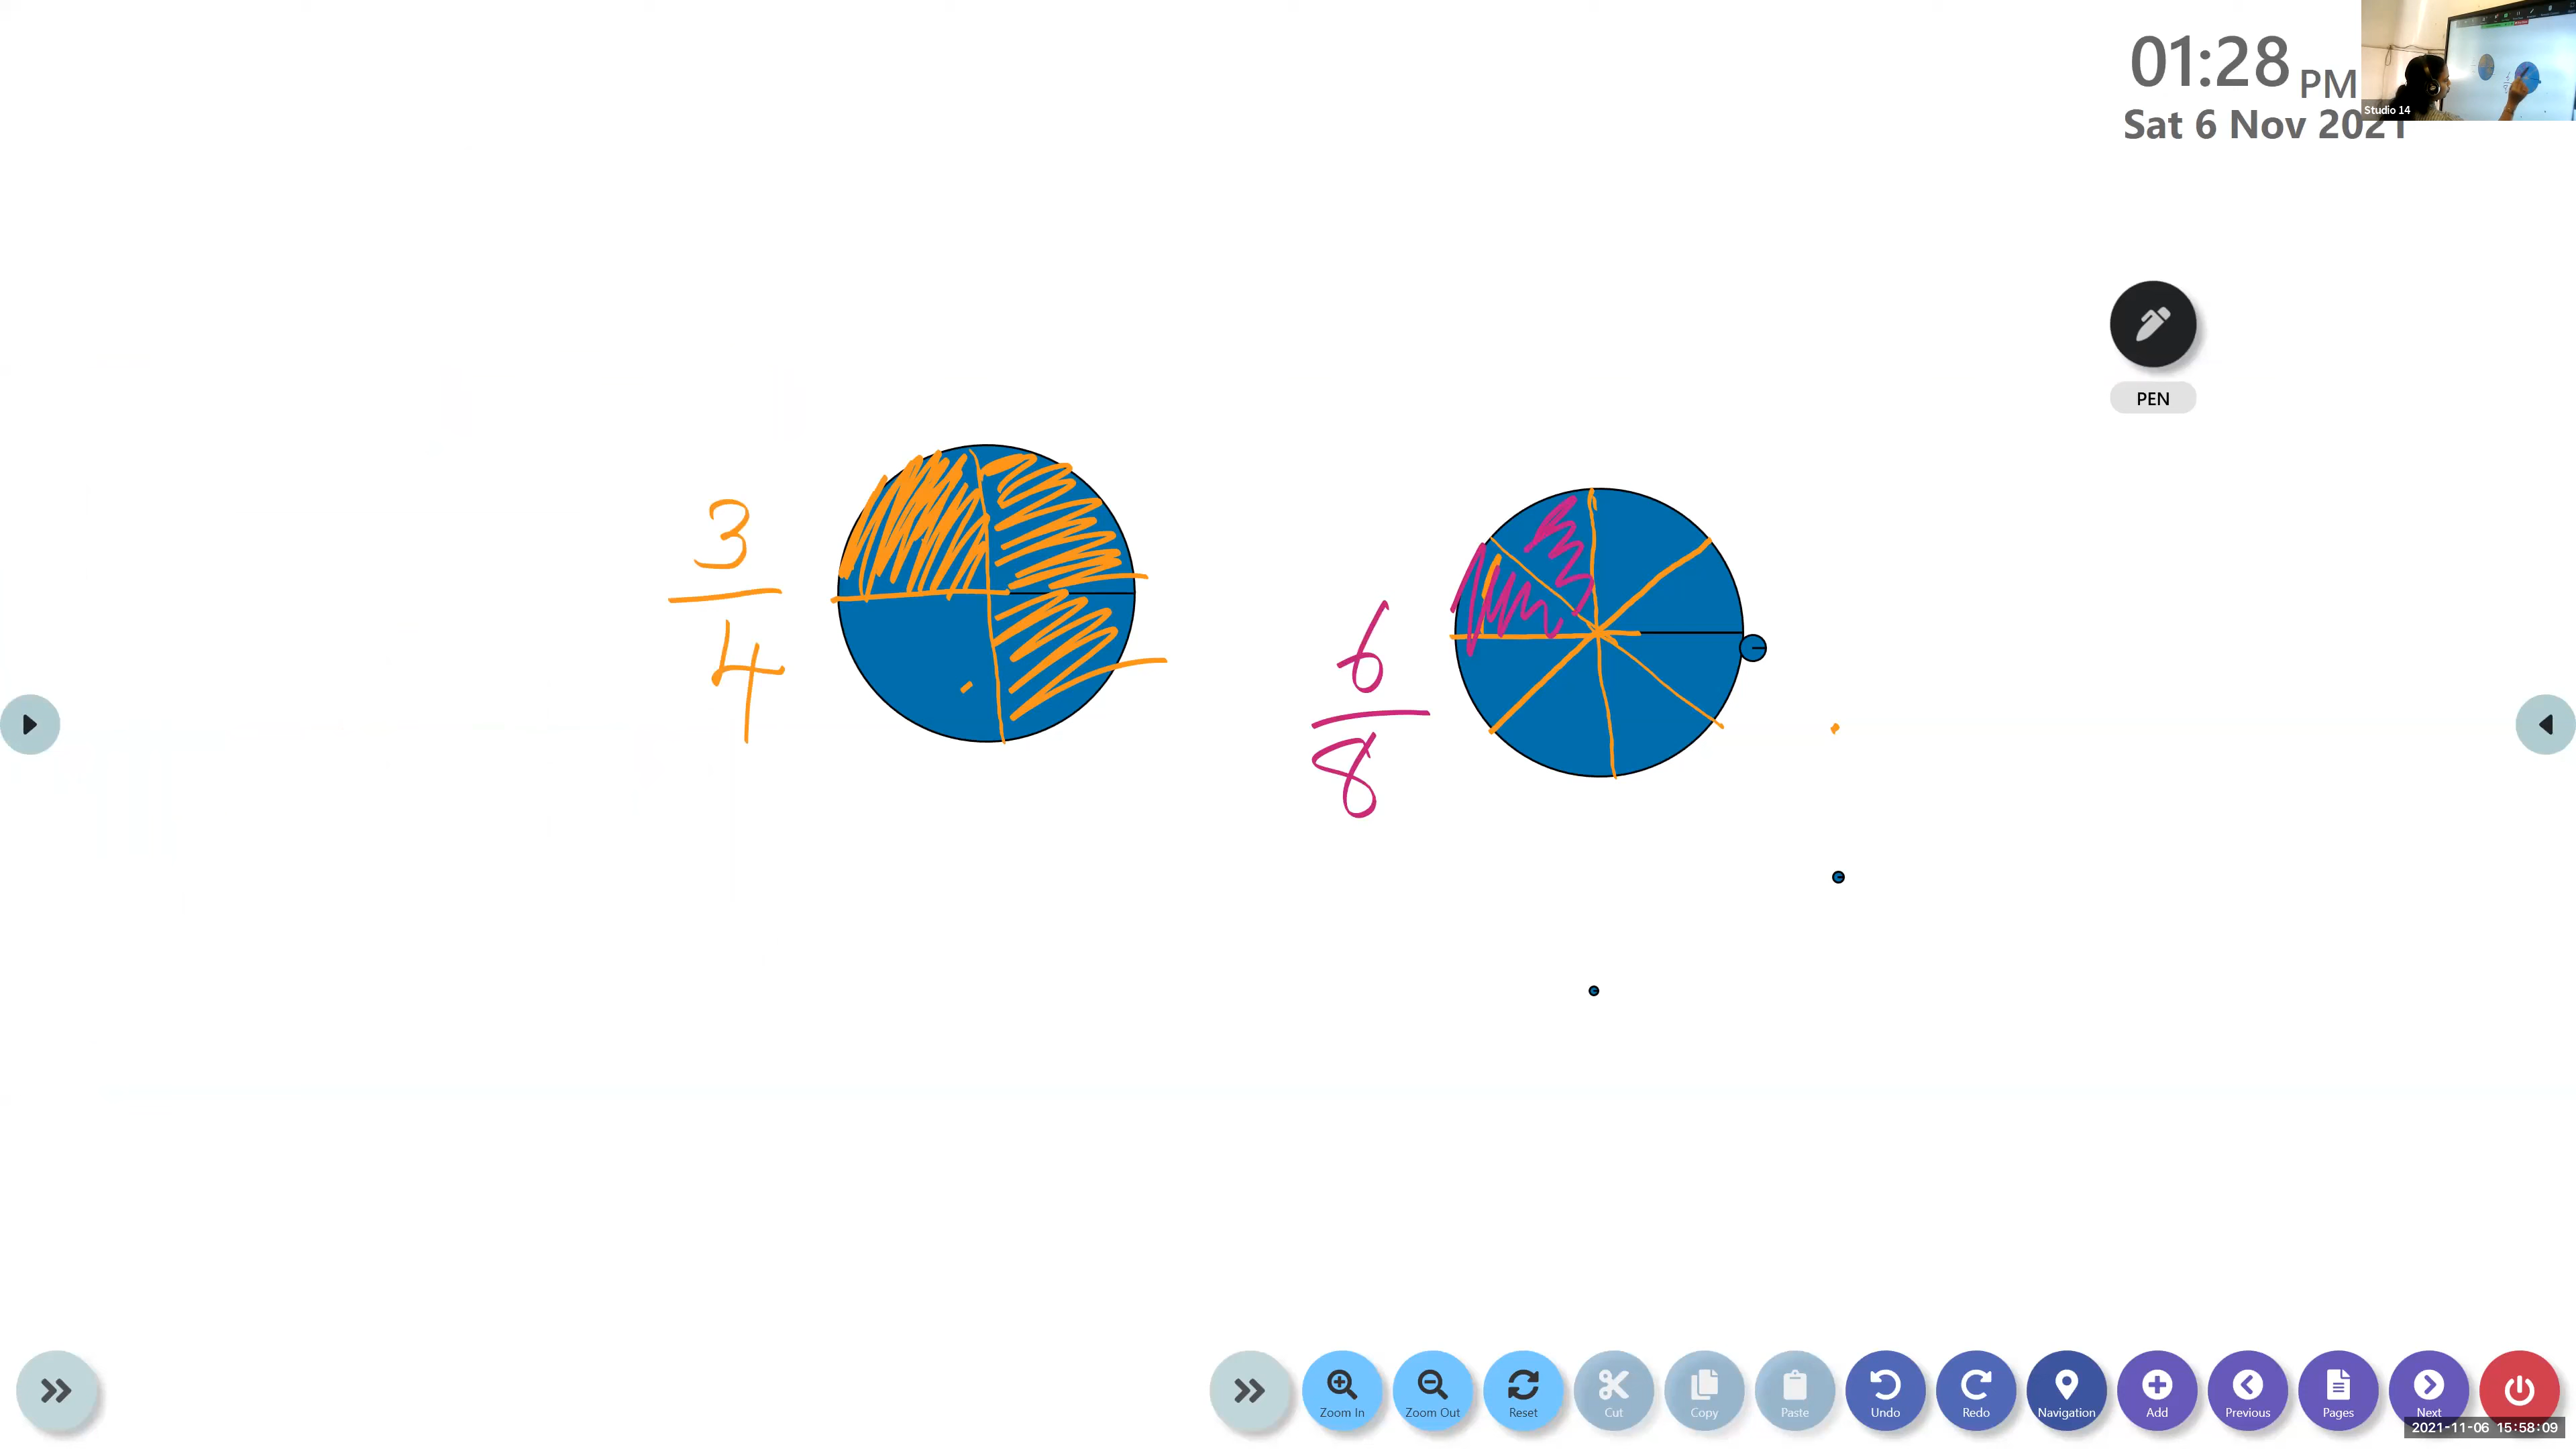 01:28 PM
Sat 6 Nov 2021
Studio 14
PEN
3
4
6
8
Zoom In
Zoom Out
Reset
Cut
Copy
Paste
Undo
Redo
Navigation
Add
Previous
Pages
Next
2021-11-06 15:58:09